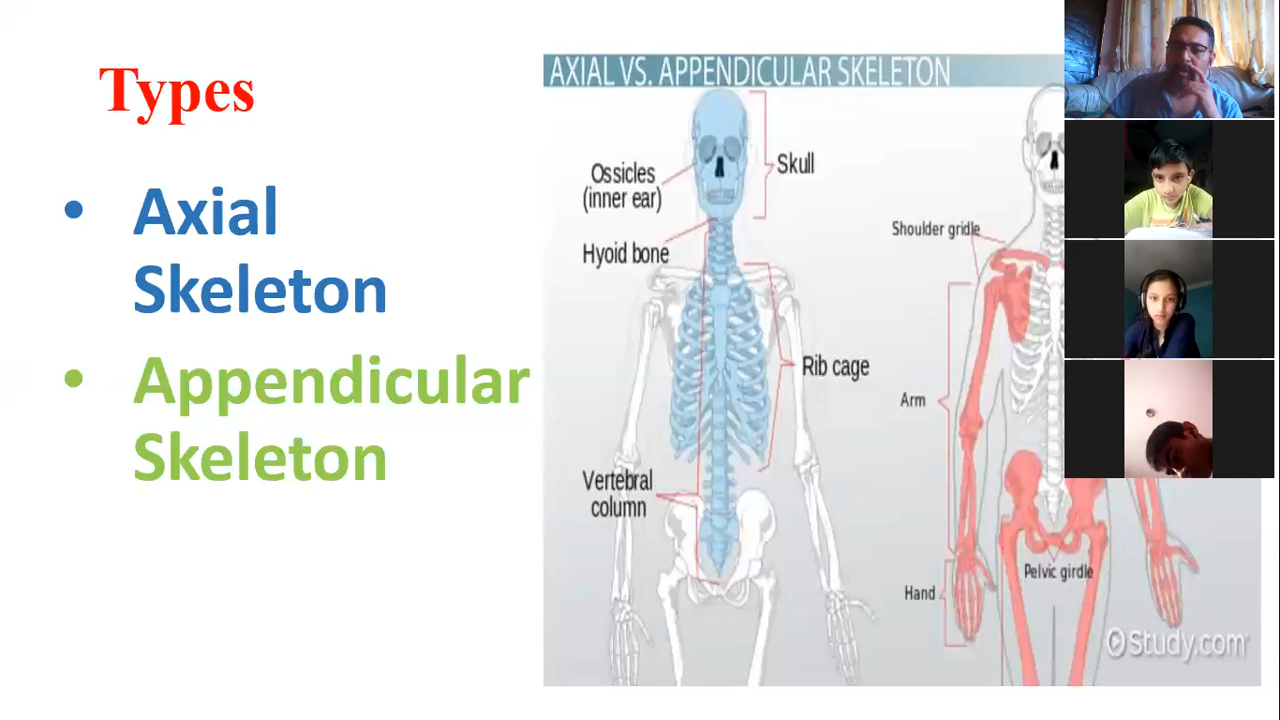 Types
• Axial
Skeleton
• Appendicular
Skeleton
AXIAL VS. APPENDICULAR SKELETON
Ossicles
(inner ear)
Skull
Hyoid bone
Rib cage
Vertebral
column
Shoulder gridle
Arm
Pelvic girdle
Hand
Study.com